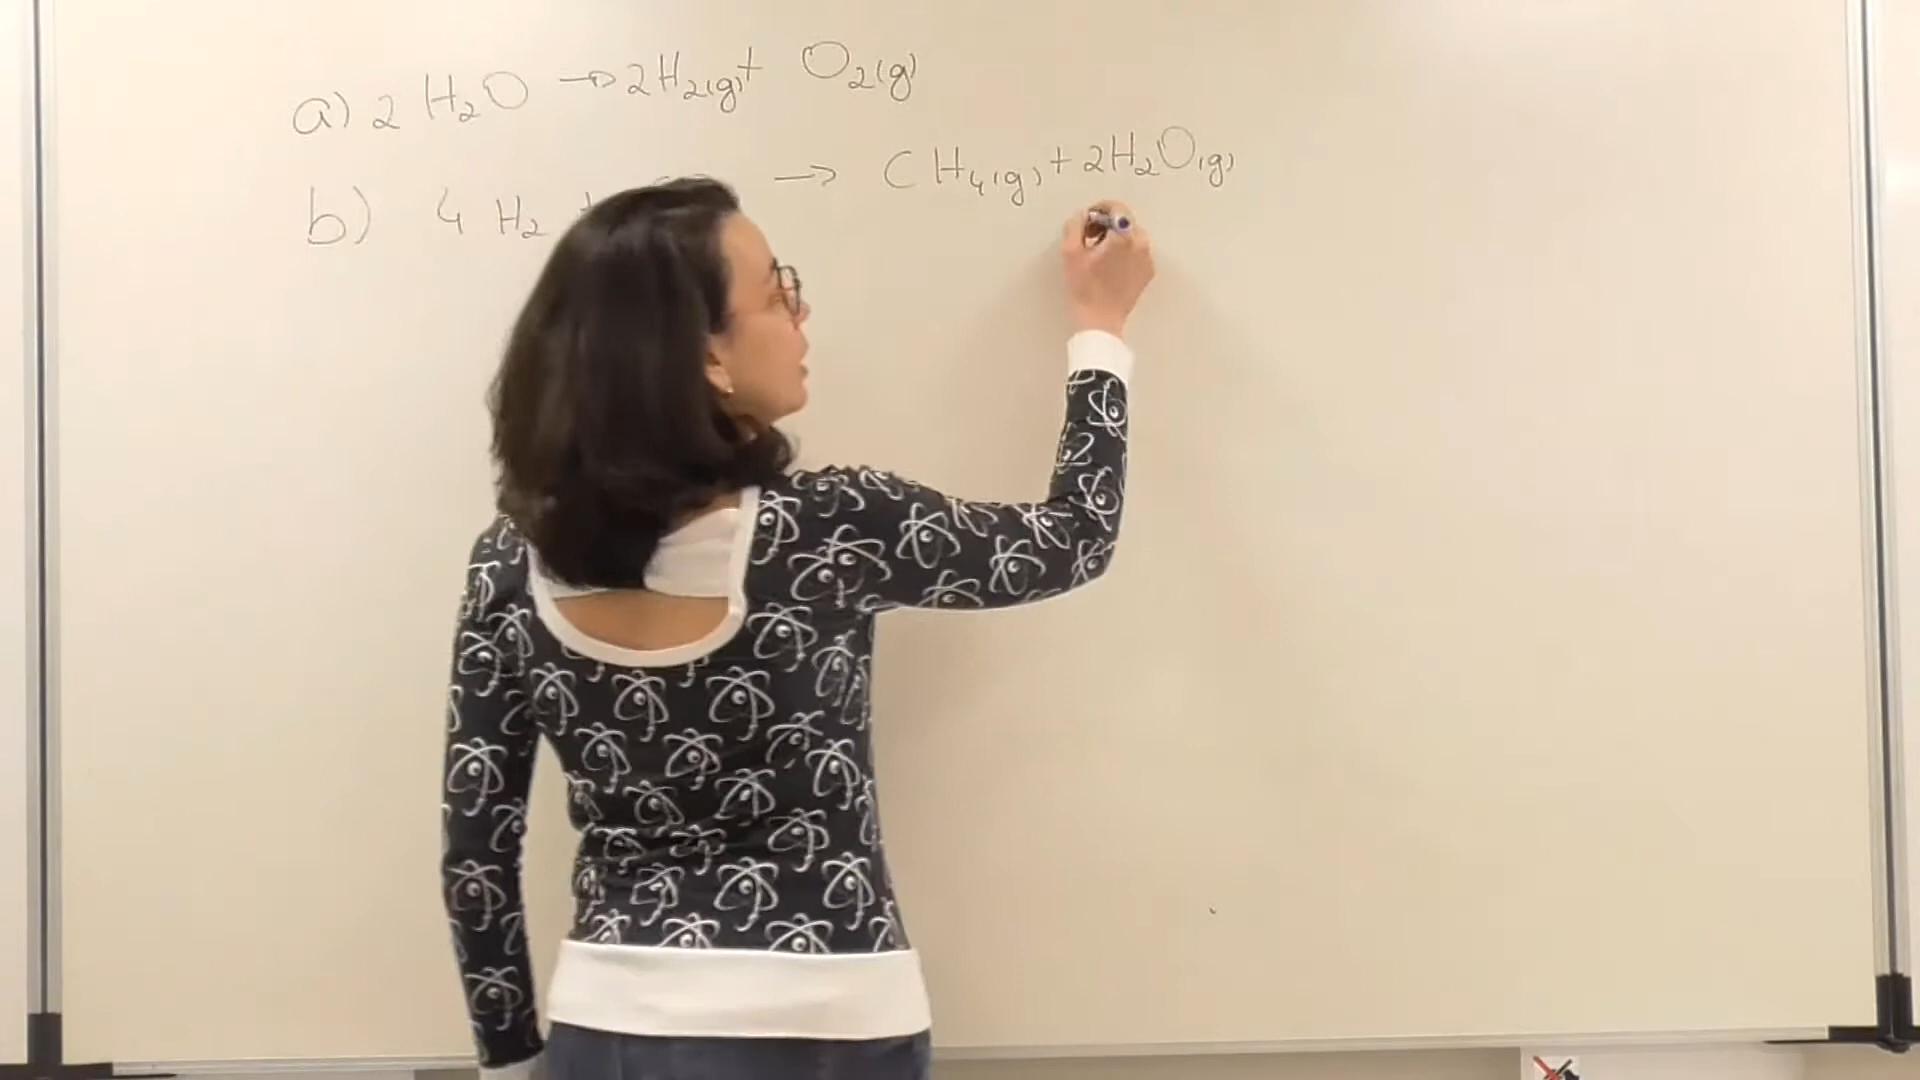 a) 2 H₂O → 2H₂(g) + O₂(g)
b) 4 H₂ + → CH₄(g) + 2H₂O(g)